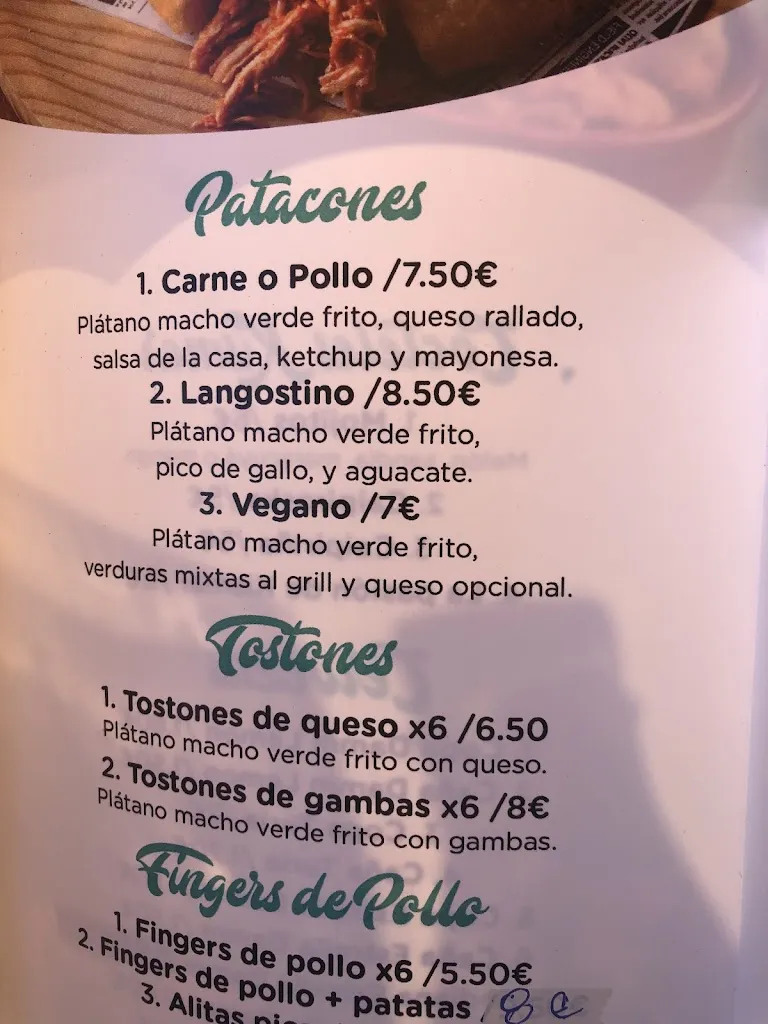 Patacones
1. Carne o Pollo /7.50€
Plátano macho verde frito, queso rallado,
salsa de la casa, ketchup y mayonesa.
2. Langostino /8.50€
Plátano macho verde frito,
pico de gallo, y aguacate.
3. Vegano /7€
Plátano macho verde frito,
verduras mixtas al grill y queso opcional.
Tostones
1. Tostones de queso x6 /6.50
Plátano macho verde frito con queso.
2. Tostones de gambas x6 /8€
Plátano macho verde frito con gambas.
Fingers de Pollo
1. Fingers de pollo x6 /5.50€
2. Fingers de pollo + patatas / 8 €
3. Alitas